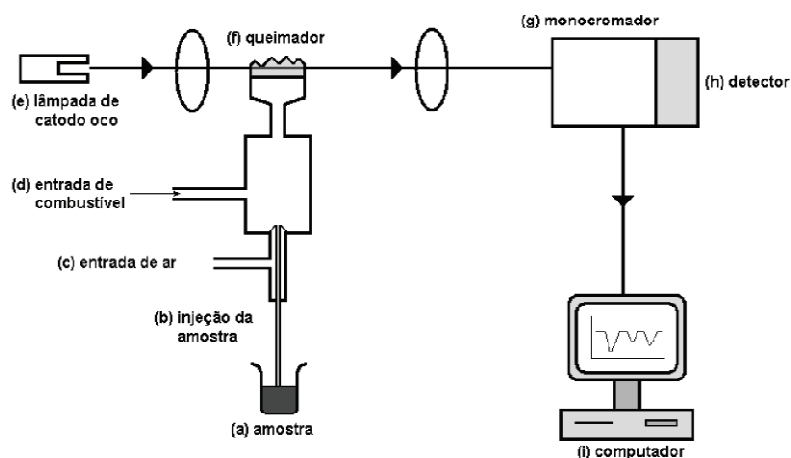 (g) monocromador
(f) queimador
(h) detector
(e) lâmpada de
catodo oco
(d) entrada de
combustível
(c) entrada de ar
(b) injeção da
amostra
(a) amostra
(i) computador